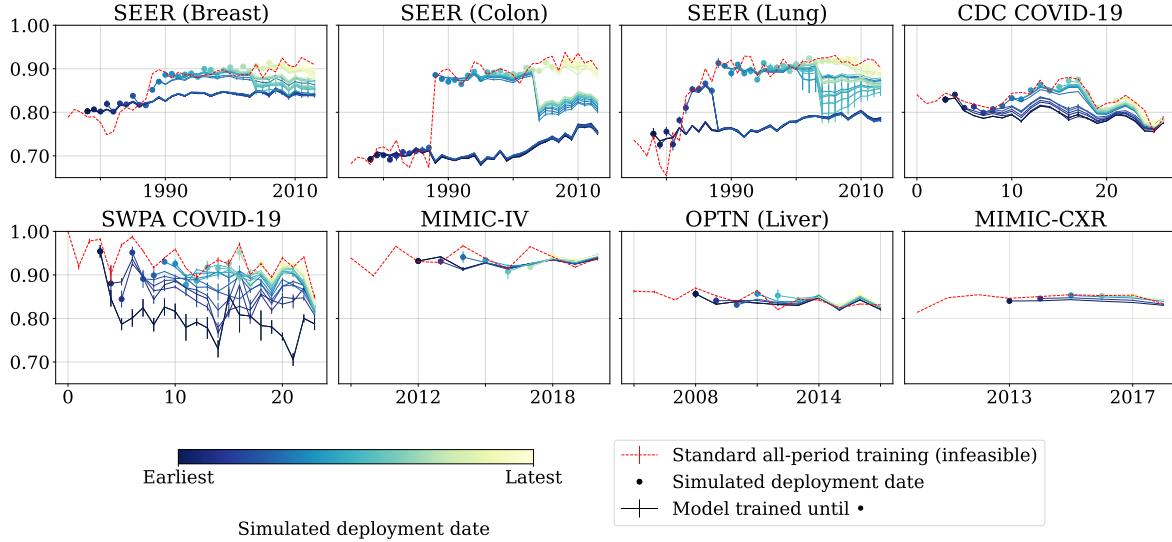 SEER (Breast) SEER (Colon) SEER (Lung) CDC COVID-19
1.00
0.90
0.80
0.70
1990 2010 1990 2010 1990 2010 0 10 20
SWPA COVID-19 MIMIC-IV OPTN (Liver) MIMIC-CXR
1.00
0.90
0.80
0.70
0 10 20 2012 2018 2008 2014 2013 2017
Earliest Latest
Simulated deployment date
Standard all-period training (infeasible)
Simulated deployment date
Model trained until •